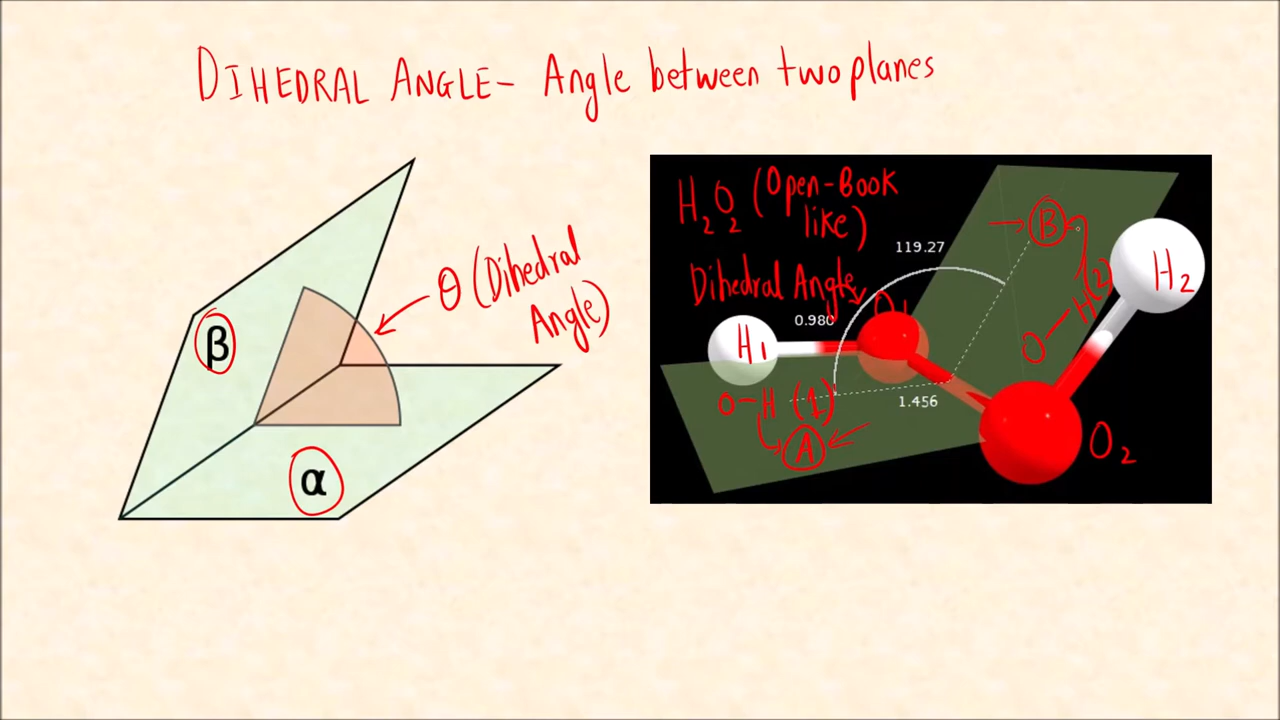 DIHEDRAL ANGLE- Angle between two planes
β
α
θ (Dihedral
Angle)
H2O2 (Open-Book
like)
119.27
Dihedral Angle
O1
0.980
H1
O-H (1)
A
1.456
B
O-H (2)
H2
O2